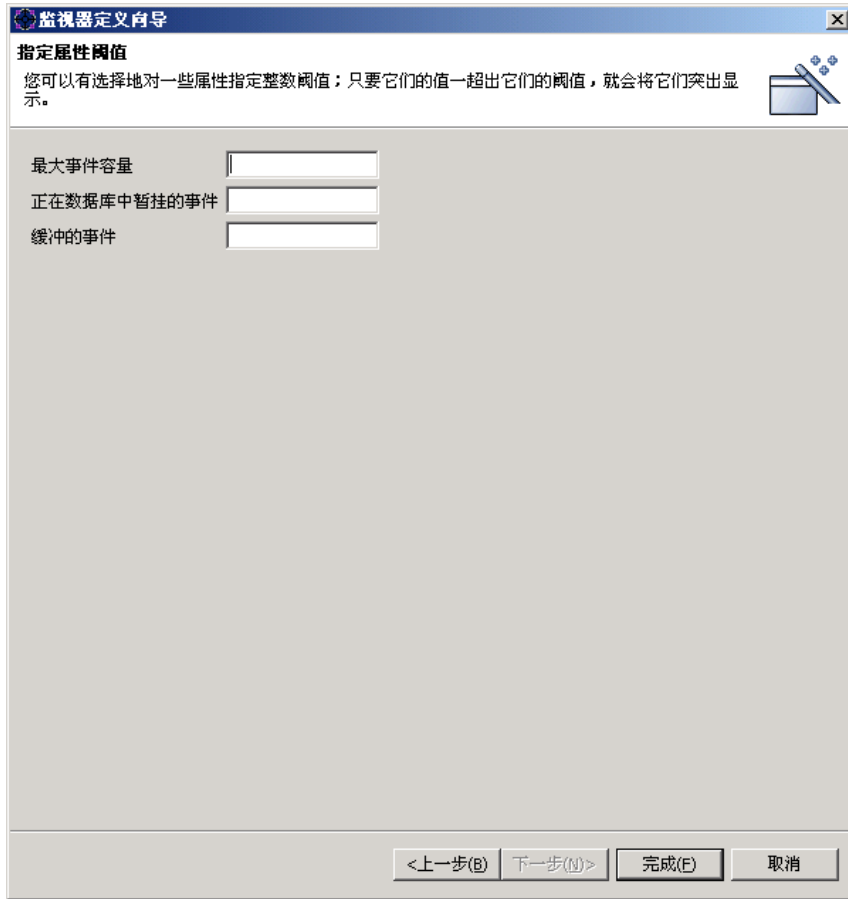 监视器定义向导
指定属性阈值
您可以有选择地对一些属性指定整数阈值；只要它们的值一超出它们的阈值，就会将它们突出显
示。
最大事件容量
正在数据库中暂挂的事件
缓冲的事件
<上一步(B) 下一步(N)> 完成(F) 取消